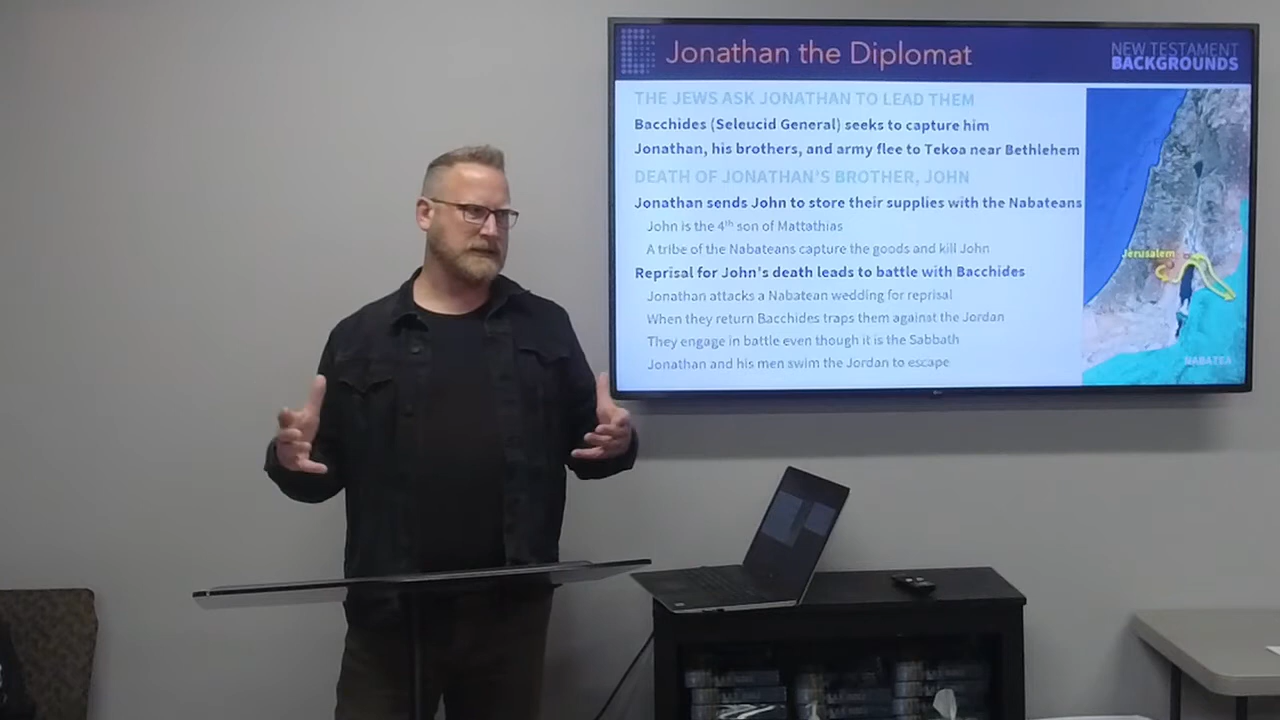 Jonathan the Diplomat
NEW TESTAMENT
BACKGROUNDS
THE JEWS ASK JONATHAN TO LEAD THEM
Bacchides (Seleucid General) seeks to capture him
Jonathan, his brothers, and army flee to Tekoa near Bethlehem
DEATH OF JONATHAN'S BROTHER, JOHN
Jonathan sends John to store their supplies with the Nabateans
John is the 4th son of Mattathias
A tribe of the Nabateans capture the goods and kill John
Reprisal for John's death leads to battle with Bacchides
Jonathan attacks a Nabatean wedding for reprisal
When they return Bacchides traps them against the Jordan
They engage in battle even though it is the Sabbath
Jonathan and his men swim the Jordan to escape
Jerusalem
NABATEA